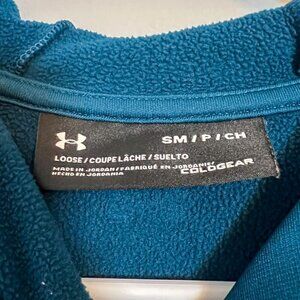 SM / P / CH
LOOSE / COUPE LÂCHE / SUELTO
MADE IN JORDAN / FABRIQUÉ EN JORDANIE/
HECHO EN JORDANIA
COLDGEAR